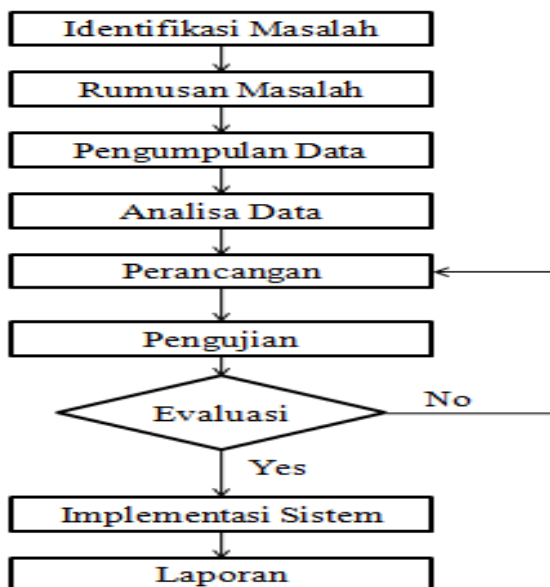 Identifikasi Masalah
Rumusan Masalah
Pengumpulan Data
Analisa Data
Perancangan
Pengujian
Evaluasi
No
Yes
Implementasi Sistem
Laporan